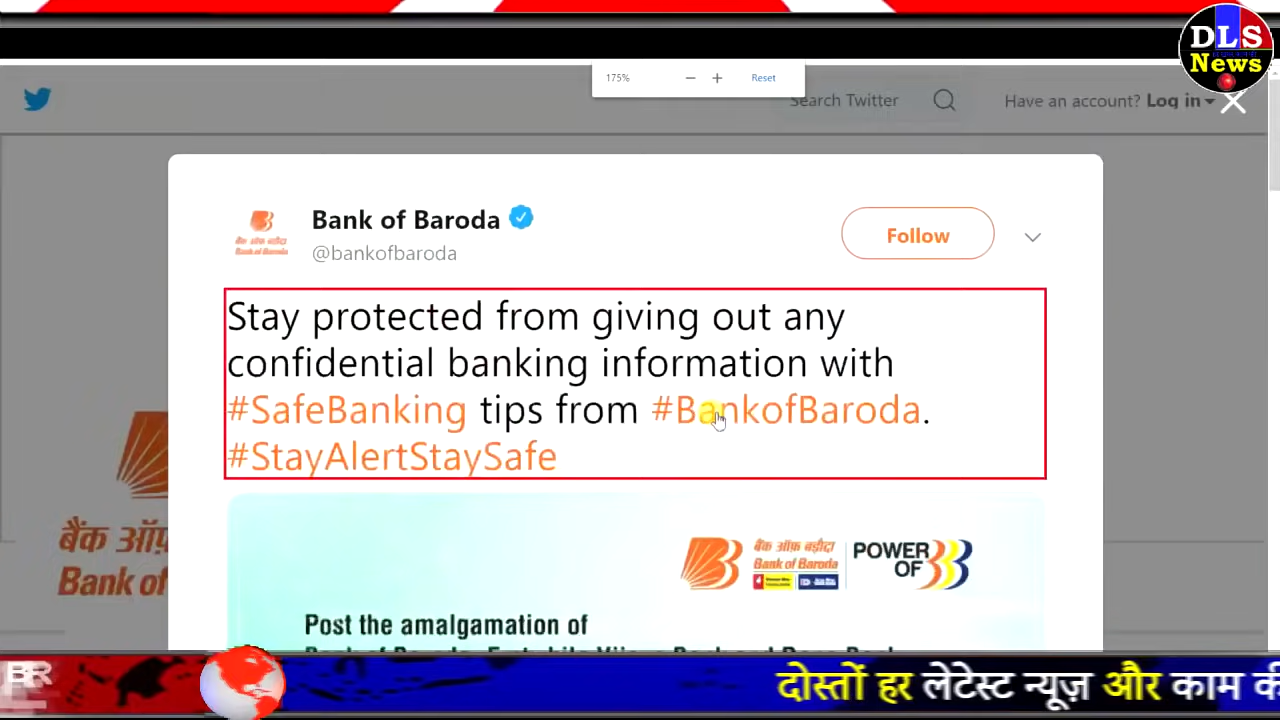 DLS
News
175%
Reset
Search Twitter
Have an account? Log in
Bank of Baroda
@bankofbaroda
Follow
Stay protected from giving out any
confidential banking information with
#SafeBanking tips from #BankofBaroda.
#StayAlertStaySafe
बैंक ऑफ़
Bank of
बैंक ऑफ़ बड़ौदा
Bank of Baroda
POWER
OF
Post the amalgamation of
दोस्तों हर लेटेस्ट न्यूज़ और काम की